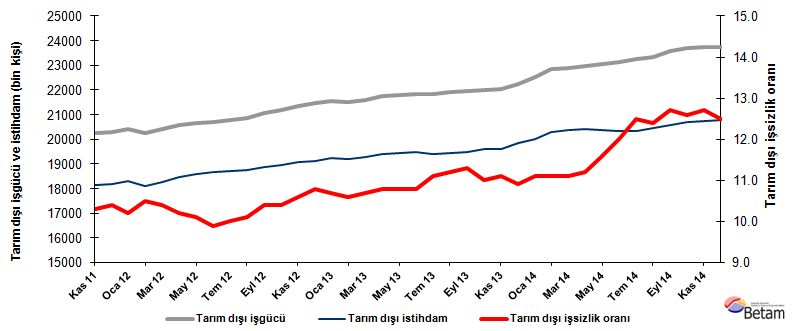 25000
24000
23000
22000
21000
20000
19000
18000
17000
16000
15000
15.0
14.0
13.0
12.0
11.0
10.0
9.0
Tarım dışı işgücü ve istihdam (bin kişi)
Tarım dışı işsizlik oranı
Kas 11
Oca 12
Mar 12
May 12
Tem 12
Eyl 12
Kas 12
Oca 13
Mar 13
May 13
Tem 13
Eyl 13
Kas 13
Oca 14
Mar 14
May 14
Tem 14
Eyl 14
Kas 14
Tarım dışı işgücü
Tarım dışı istihdam
Tarım dışı işsizlik oranı
Betam